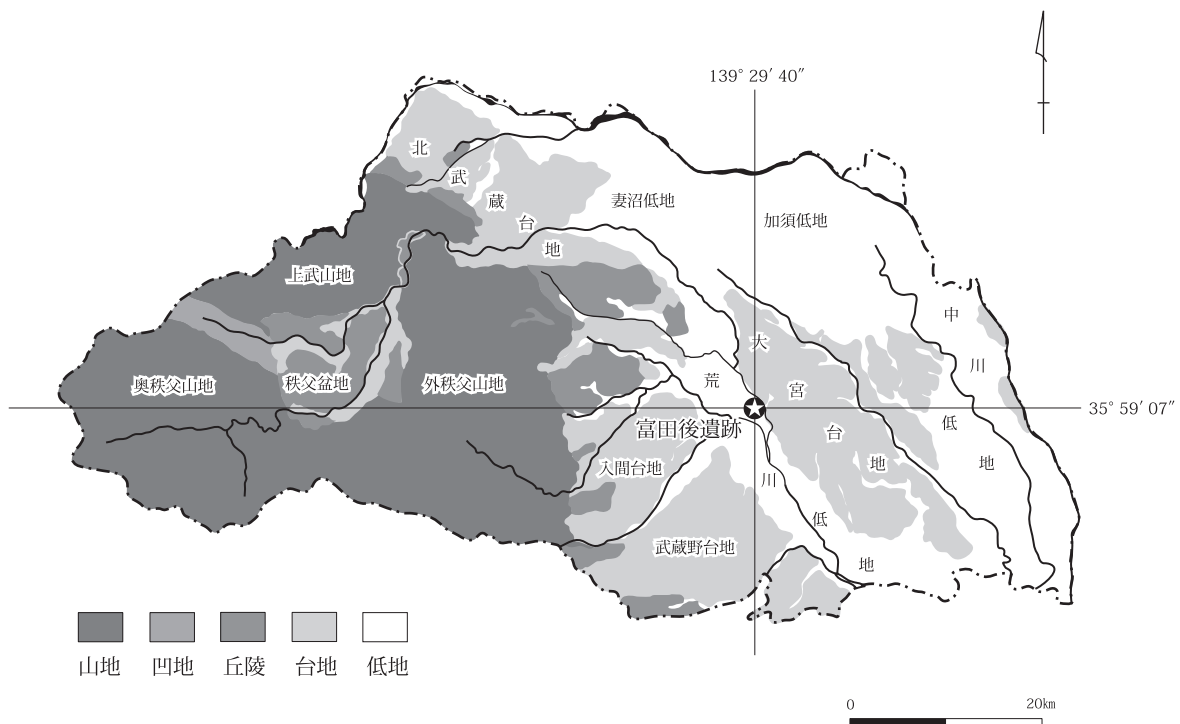 139° 29′ 40″
北武蔵台地
妻沼低地
加須低地
上武山地
中川低地
大宮台地
奥秩父山地
秩父盆地
外秩父山地
荒川低地
35° 59′ 07″
富田後遺跡
入間台地
武蔵野台地
山地
凹地
丘陵
台地
低地
0
20km